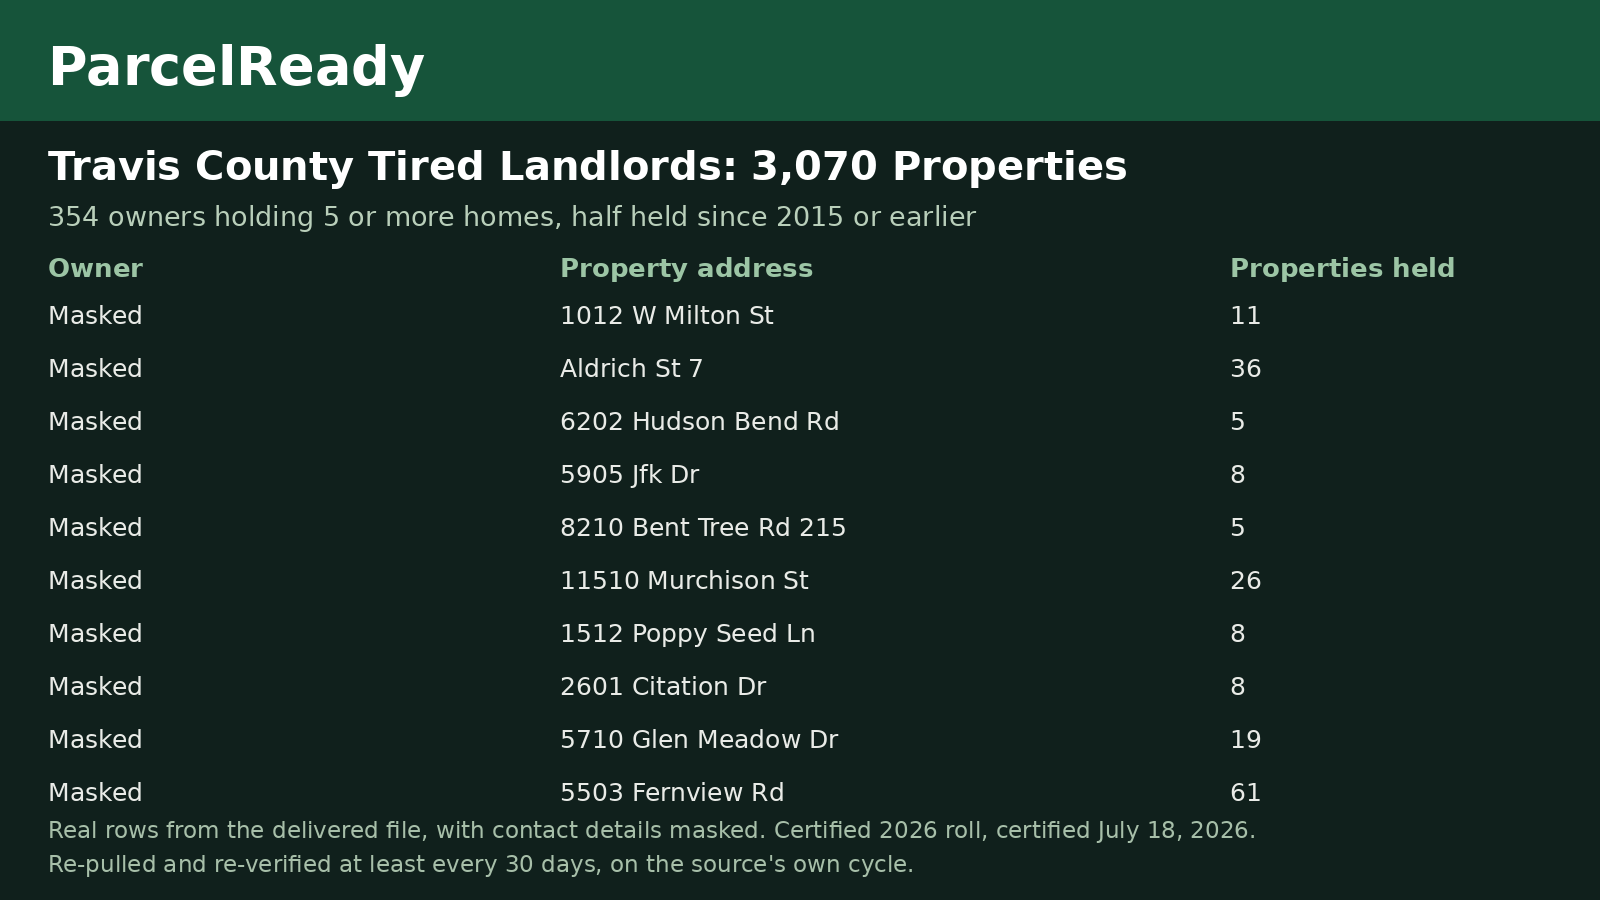 ParcelReady
Travis County Tired Landlords: 3,070 Properties
354 owners holding 5 or more homes, half held since 2015 or earlier
Owner Property address Properties held
Masked 1012 W Milton St 11
Masked Aldrich St 7 36
Masked 6202 Hudson Bend Rd 5
Masked 5905 Jfk Dr 8
Masked 8210 Bent Tree Rd 215 5
Masked 11510 Murchison St 26
Masked 1512 Poppy Seed Ln 8
Masked 2601 Citation Dr 8
Masked 5710 Glen Meadow Dr 19
Masked 5503 Fernview Rd 61
Real rows from the delivered file, with contact details masked. Certified 2026 roll, certified July 18, 2026.
Re-pulled and re-verified at least every 30 days, on the source's own cycle.